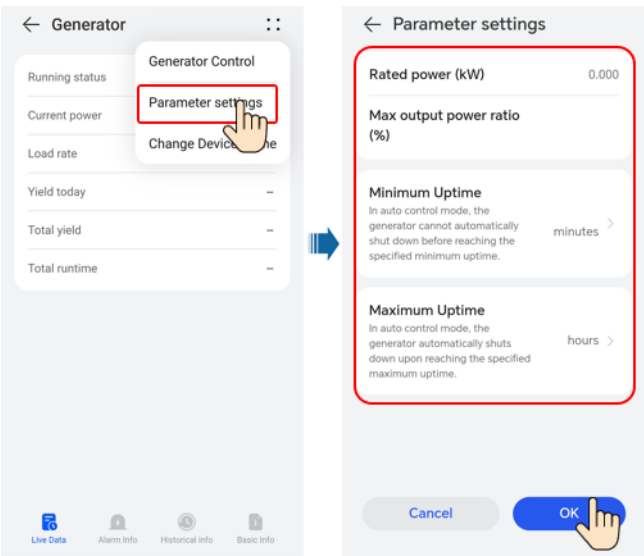 Generator
Generator Control
Running status
Parameter settings
Current power
Change Device
Load rate
Yield today --
Total yield --
Total runtime --
Live Data Alarm Info Historical info Basic Info
Parameter settings
Rated power (kW) 0.000
Max output power ratio
(%)
Minimum Uptime
In auto control mode, the
generator cannot automatically
shut down before reaching the
specified minimum uptime.
minutes
Maximum Uptime
In auto control mode, the
generator automatically shuts
down upon reaching the specified
maximum uptime.
hours
Cancel OK